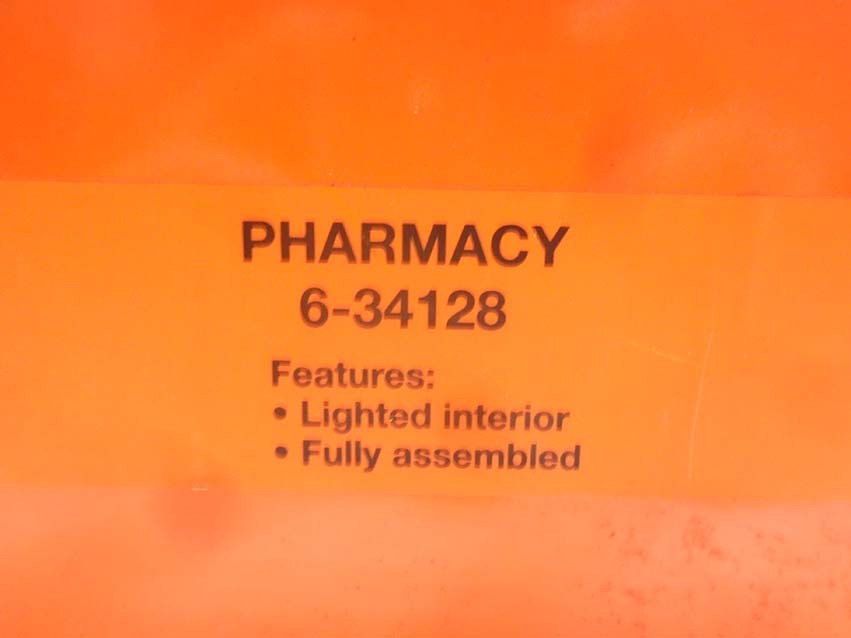 PHARMACY
6-34128
Features:
• Lighted interior
• Fully assembled